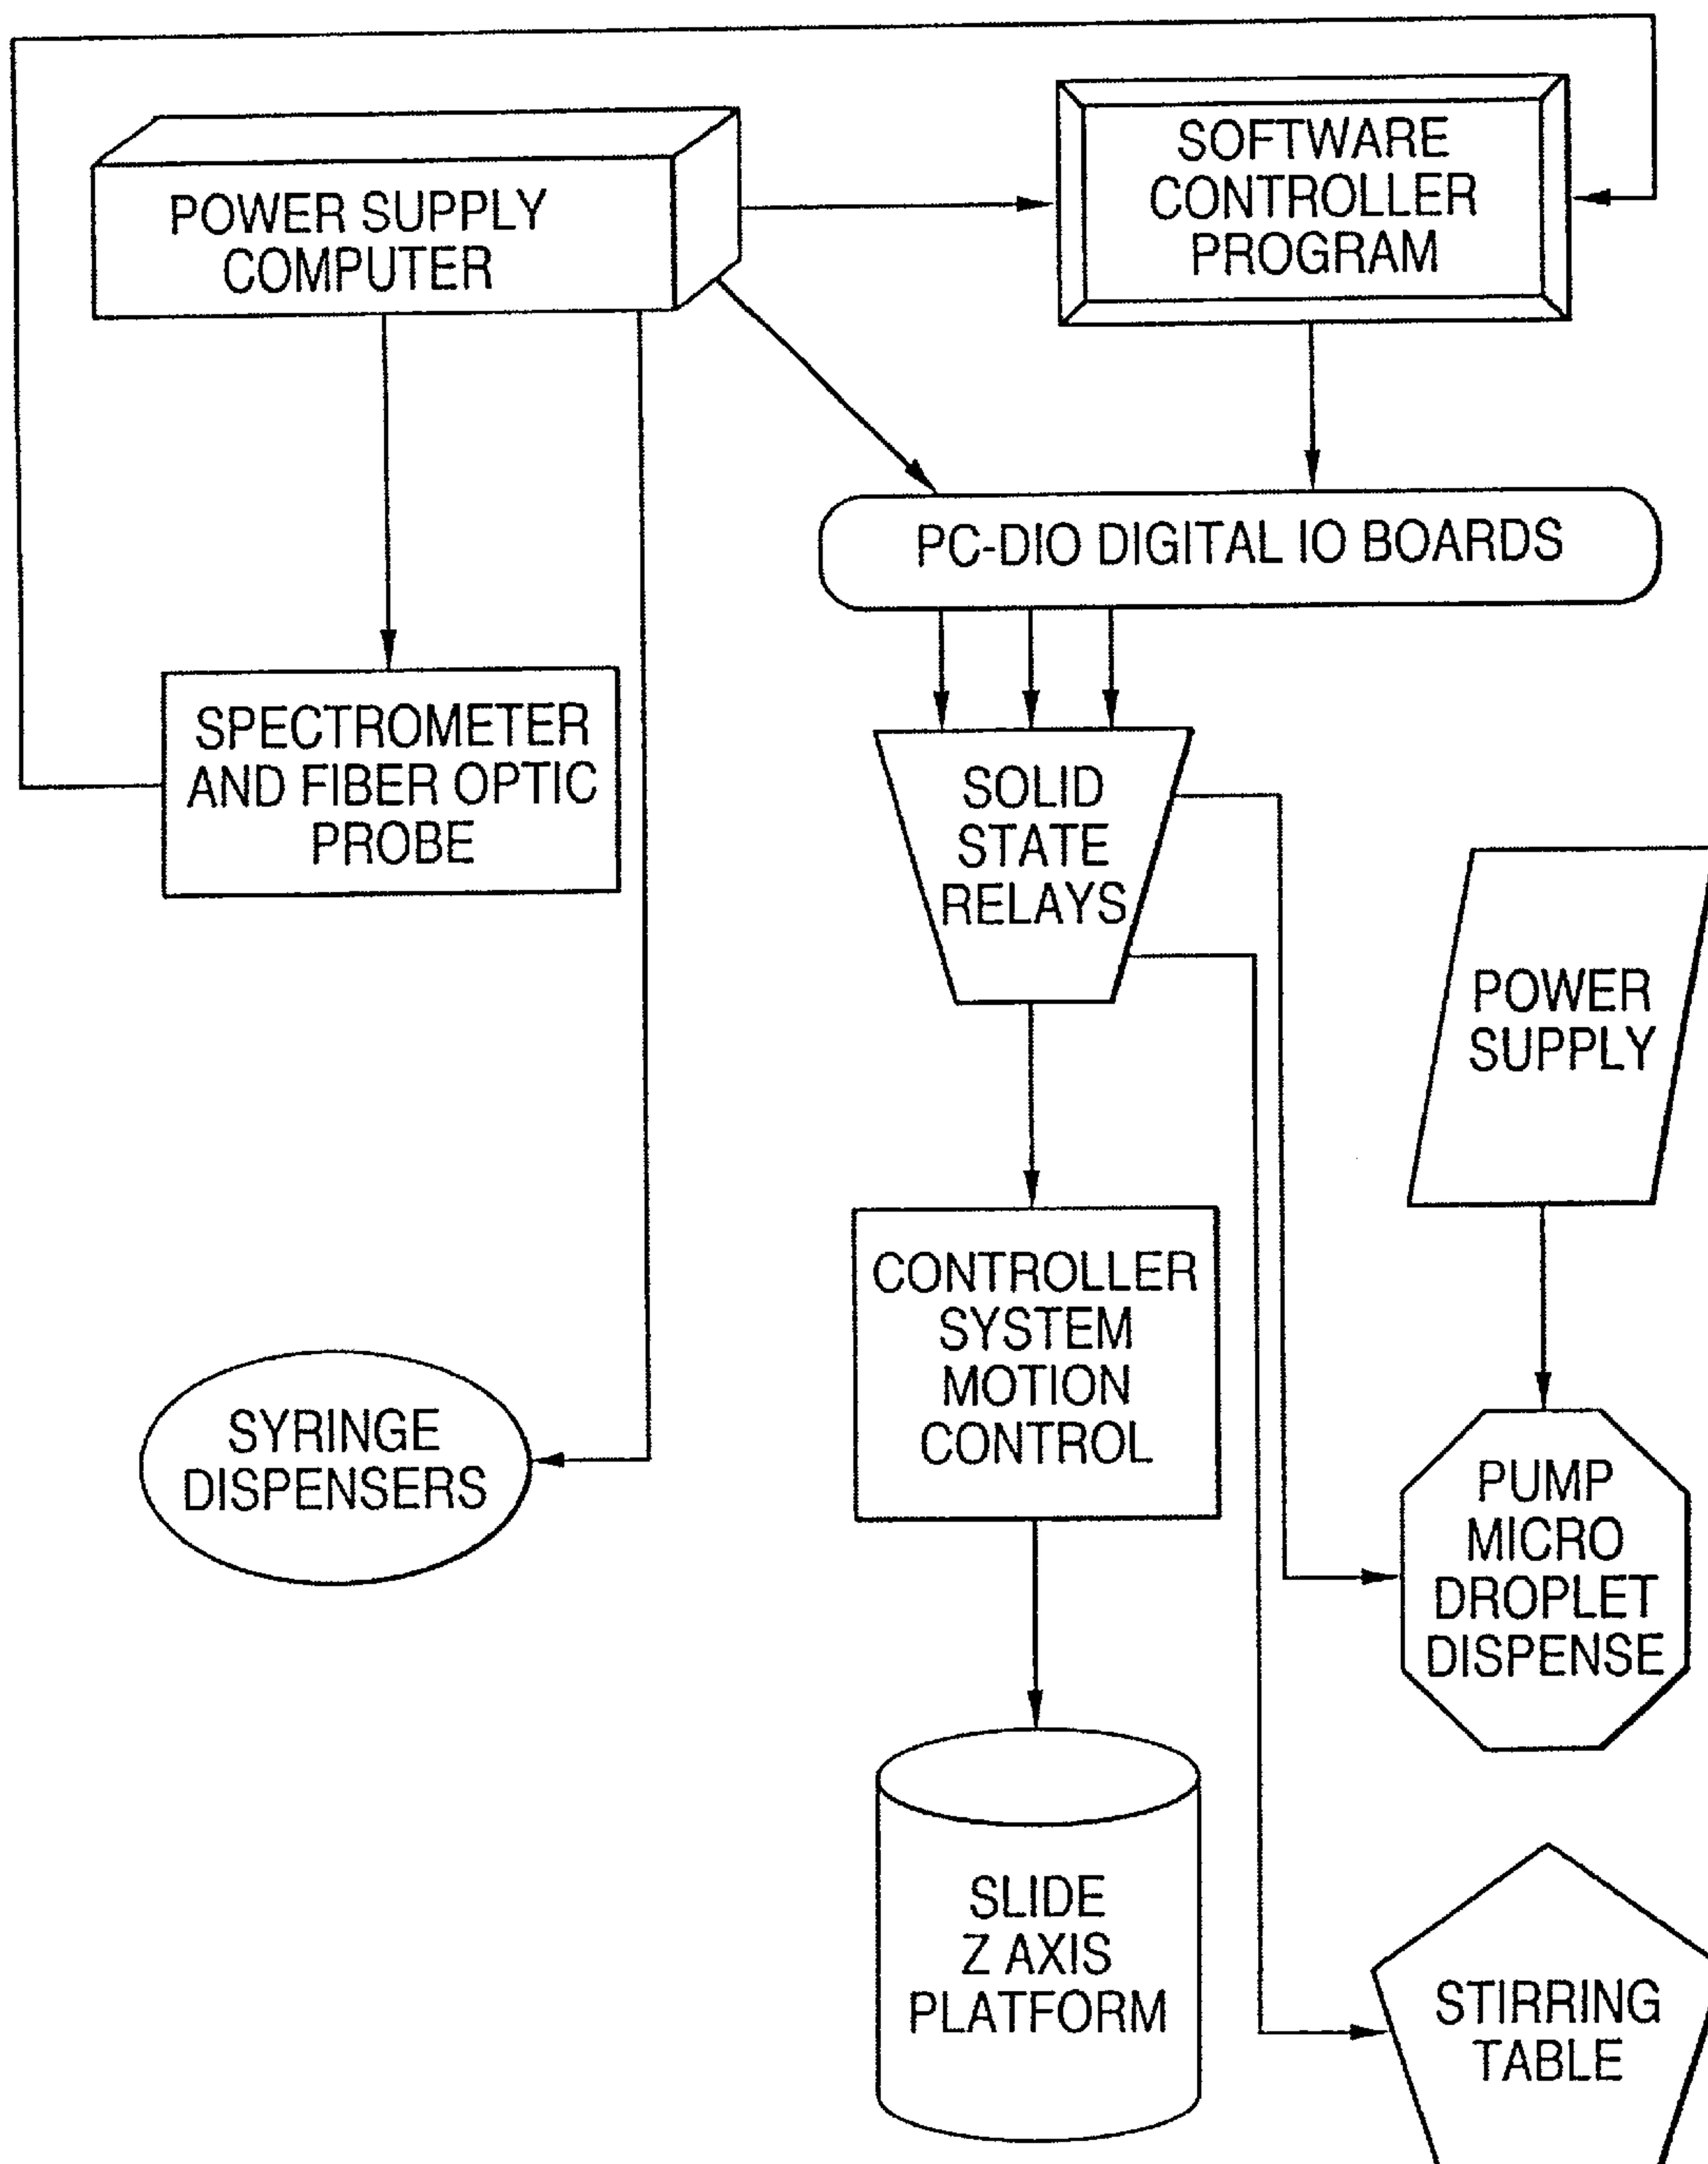 POWER SUPPLY
COMPUTER
SOFTWARE
CONTROLLER
PROGRAM
PC-DIO DIGITAL IO BOARDS
SPECTROMETER
AND FIBER OPTIC
PROBE
SOLID
STATE
RELAYS
POWER
SUPPLY
CONTROLLER
SYSTEM
MOTION
CONTROL
SYRINGE
DISPENSERS
PUMP
MICRO
DROPLET
DISPENSE
SLIDE
Z AXIS
PLATFORM
STIRRING
TABLE